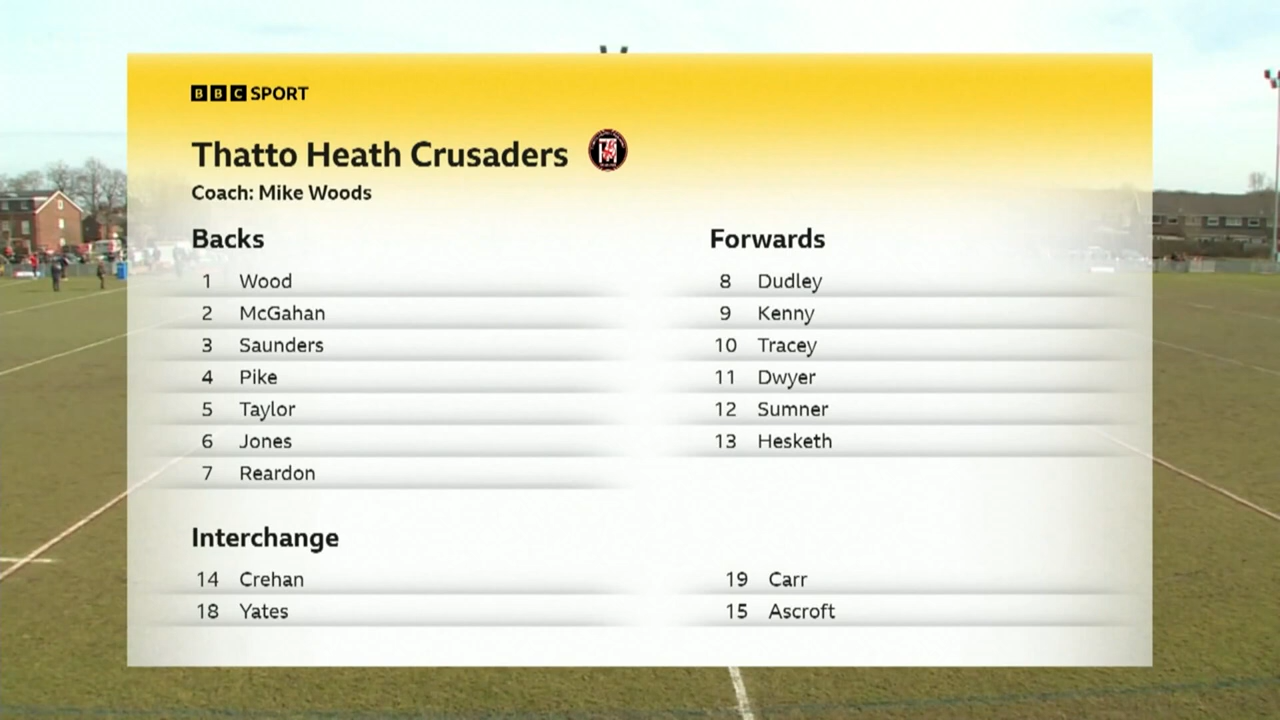 BBC SPORT
Thatto Heath Crusaders
Coach: Mike Woods
Backs
1 Wood
2 McGahan
3 Saunders
4 Pike
5 Taylor
6 Jones
7 Reardon
Forwards
8 Dudley
9 Kenny
10 Tracey
11 Dwyer
12 Sumner
13 Hesketh
Interchange
14 Crehan
18 Yates
19 Carr
15 Ascroft